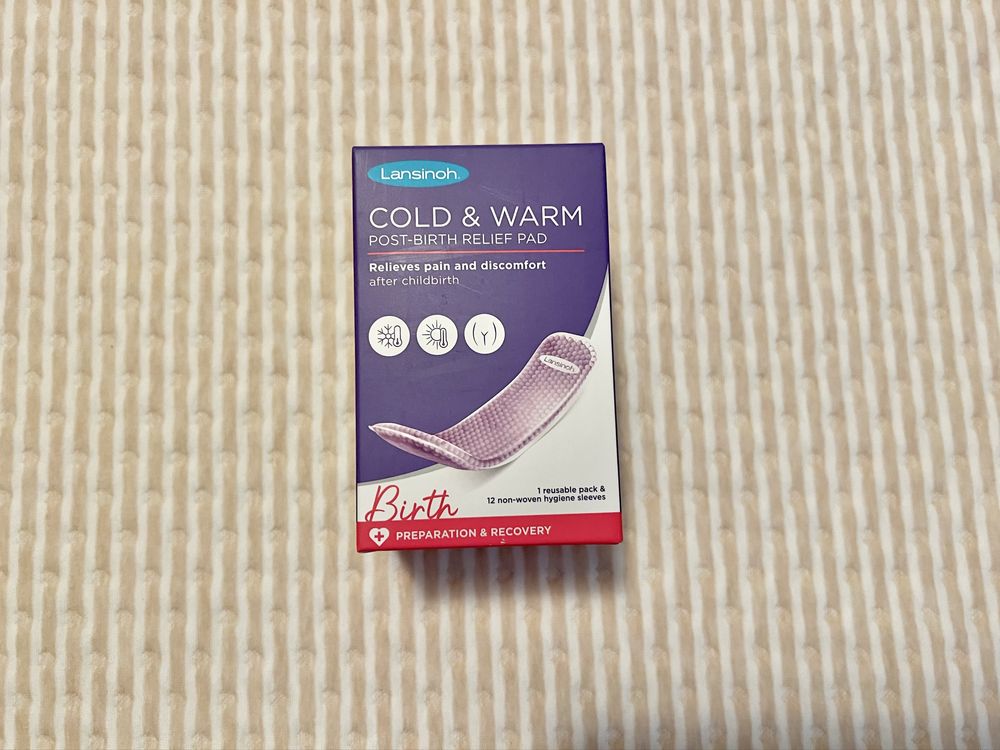 Lansinoh
COLD & WARM
POST-BIRTH RELIEF PAD
Relieves pain and discomfort
after childbirth
Lansinoh
1 reusable pack &
12 non-woven hygiene sleeves
Birth
PREPARATION & RECOVERY